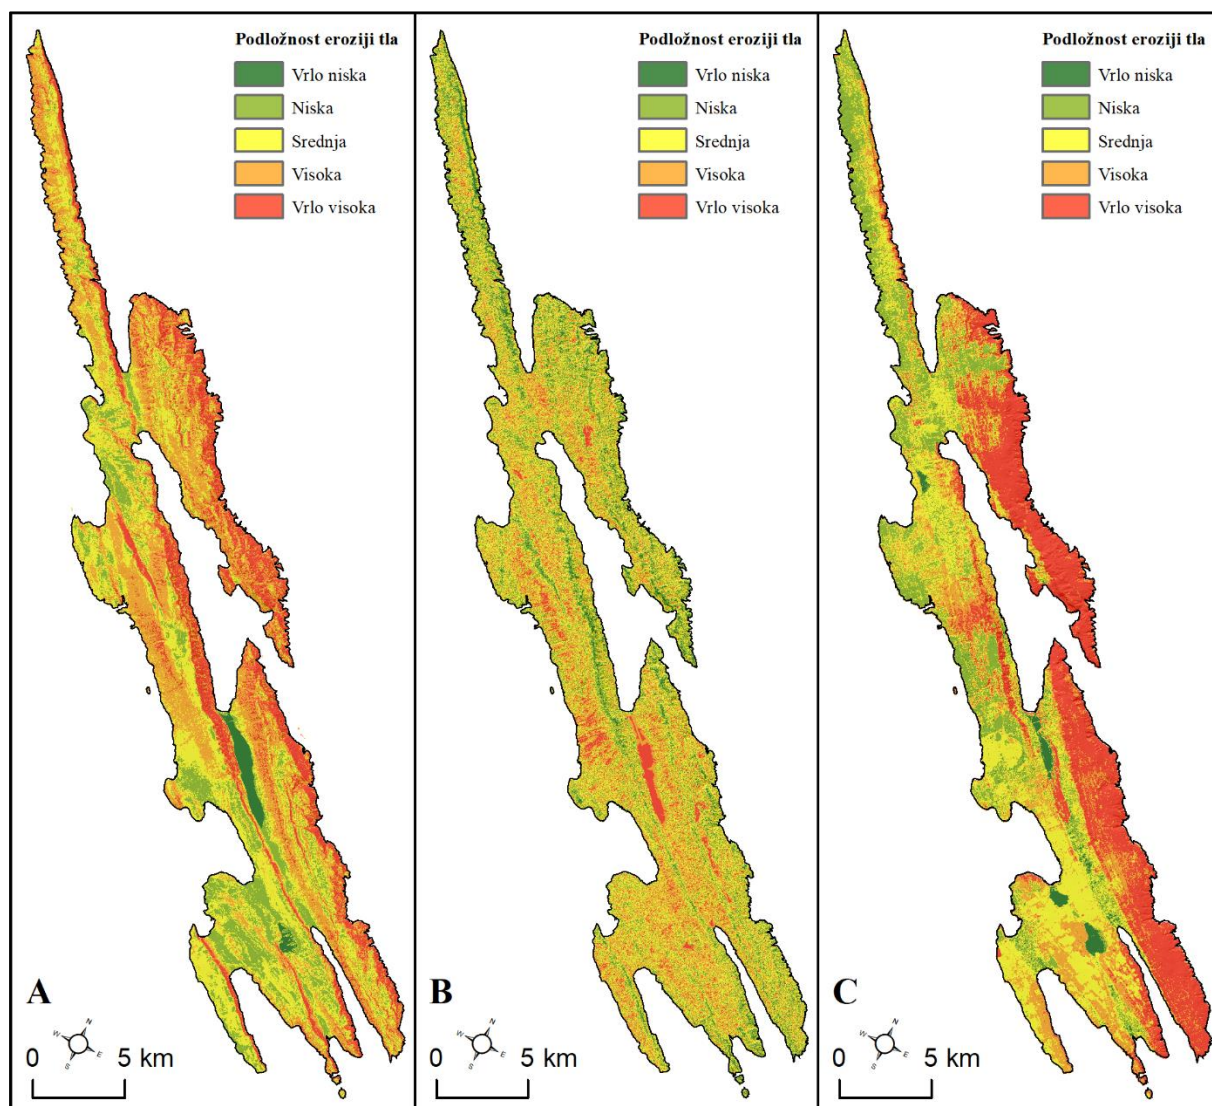 Podložnost eroziji tla
Vrlo niska
Niska
Srednja
Visoka
Vrlo visoka
A
N
W
E
S
0 5 km
Podložnost eroziji tla
Vrlo niska
Niska
Srednja
Visoka
Vrlo visoka
B
N
W
E
S
0 5 km
Podložnost eroziji tla
Vrlo niska
Niska
Srednja
Visoka
Vrlo visoka
C
N
W
E
S
0 5 km